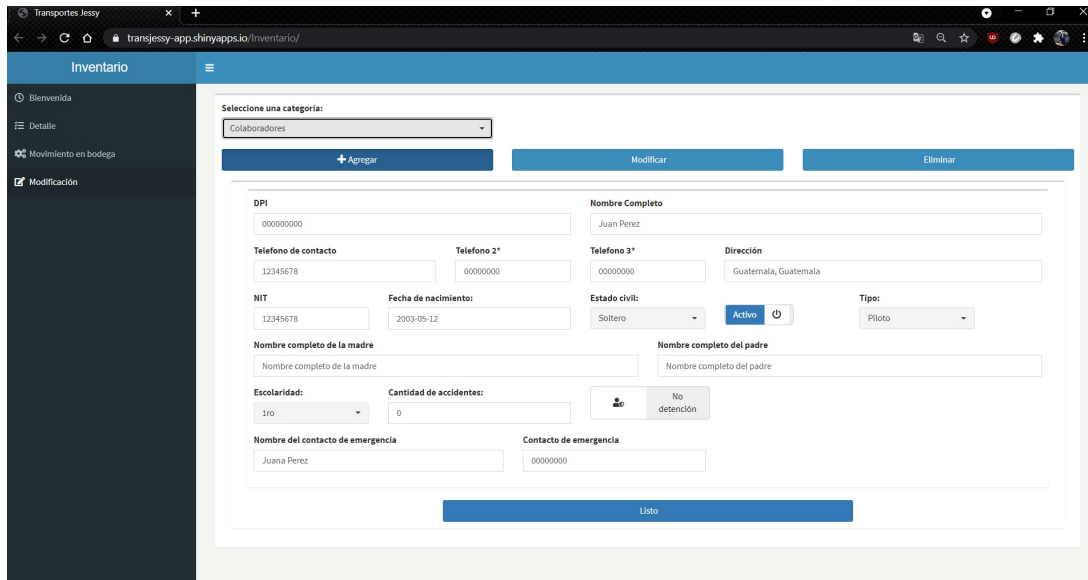 Transportes Jessy
transjessy-app.shinyapps.io/Inventario/
Inventario
Bienvenida
Detalle
Movimiento en bodega
Modificación
Seleccione una categoría:
Colaboradores
Agregar Modificar Eliminar
DPI Nombre Completo
000000000 Juan Perez
Telefono de contacto Telefono 2* Telefono 3* Dirección
12345678 00000000 00000000 Guatemala, Guatemala
NIT Fecha de nacimiento: Estado civil: Tipo:
12345678 2003-05-12 Soltero Activo Piloto
Nombre completo de la madre Nombre completo del padre
Nombre completo de la madre Nombre completo del padre
Escolaridad: Cantidad de accidentes:
1ro 0 No
detención
Nombre del contacto de emergencia Contacto de emergencia
Juana Perez 00000000
Listo